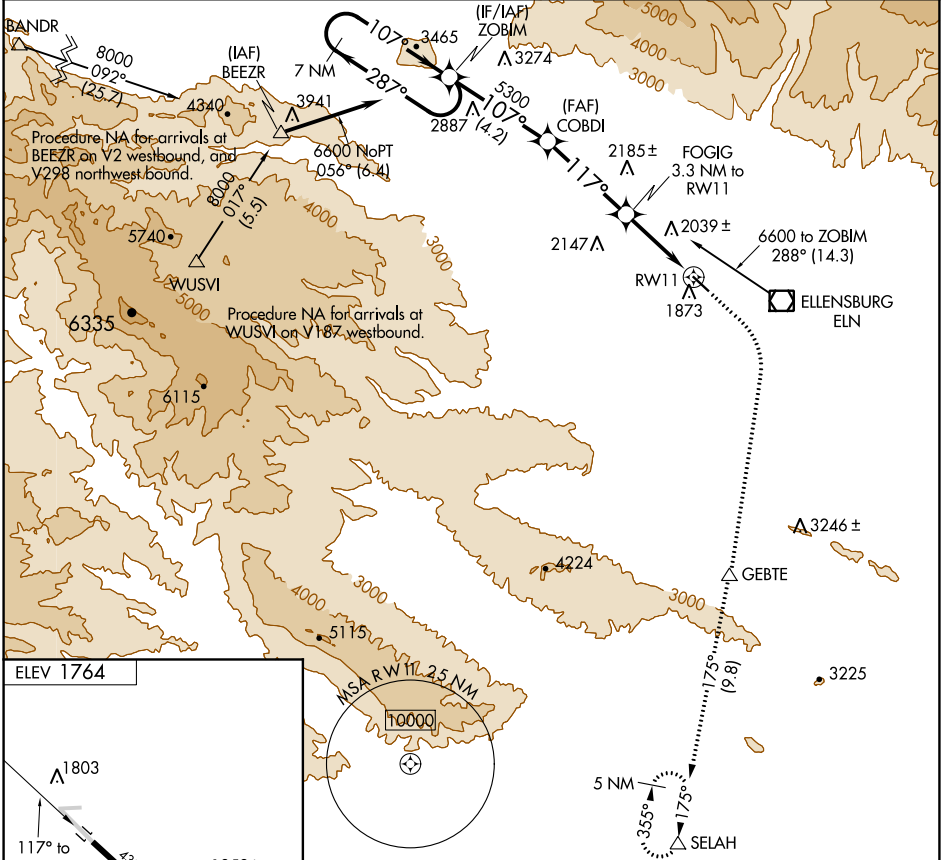 BANDR
8000
092°
(25.7)
(IAF)
BEEZR
7 NM
107°
3465
(IF/IAF)
ZOBIM
3274
5000
4000
3000
287°
4340
3941
2887
5300
107°
(4.2)
(FAF)
COBDI
Procedure NA for arrivals at
BEEZR on V2 westbound, and
V298 northwest bound.
6600 NoPT
056° (6.4)
8000
017°
(5.5)
4000
3000
117°
2185±
FOGIG
3.3 NM to
RW11
5740
WUSVI
2147
2039±
6600 to ZOBIM
288° (14.3)
RW11
1873
ELLENSBURG
ELN
5000
6335
Procedure NA for arrivals at
WUSVI on V187 westbound.
6115
3246±
4224
GEBTE
3000
4000
3000
5115
175°
(9.8)
3225
ELEV 1764
MSA RW11 25 NM
10000
1803
117° to
5 NM
355°
175°
SELAH